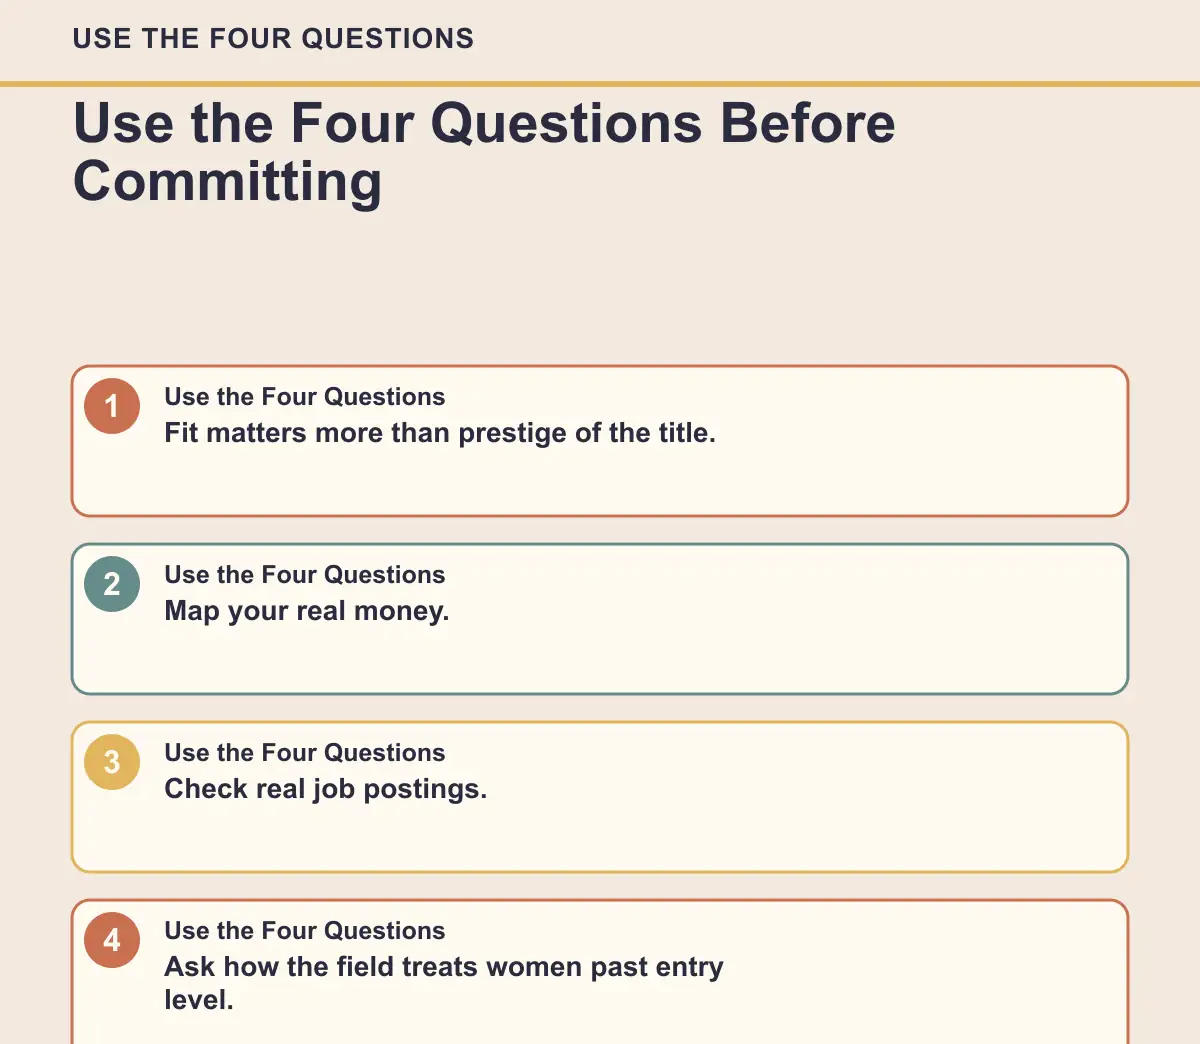 USE THE FOUR QUESTIONS
Use the Four Questions Before
Committing
1
Use the Four Questions
Fit matters more than prestige of the title.
2
Use the Four Questions
Map your real money.
3
Use the Four Questions
Check real job postings.
4
Use the Four Questions
Ask how the field treats women past entry
level.